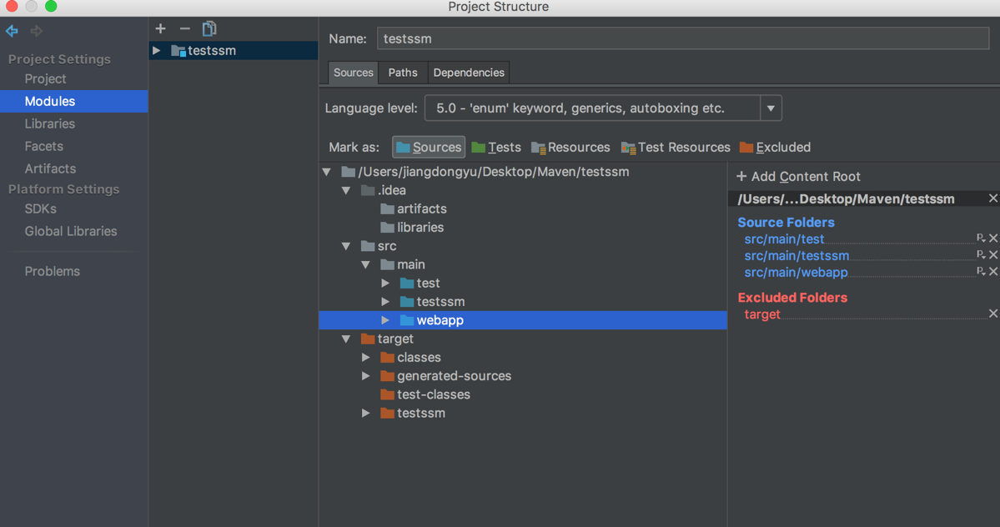 Project Structure
Project Settings
Project
Modules
Libraries
Facets
Artifacts
Platform Settings
SDKs
Global Libraries
Problems
testssm
Name: testssm
Sources Paths Dependencies
Language level: 5.0 - 'enum' keyword, generics, autoboxing etc.
Mark as: Sources Tests Resources Test Resources Excluded
/Users/jiangdongyu/Desktop/Maven/testssm
.idea
artifacts
libraries
src
main
test
testssm
webapp
target
classes
generated-sources
test-classes
testssm
+ Add Content Root
/Users/...Desktop/Maven/testssm
Source Folders
src/main/test
src/main/testssm
src/main/webapp
Excluded Folders
target